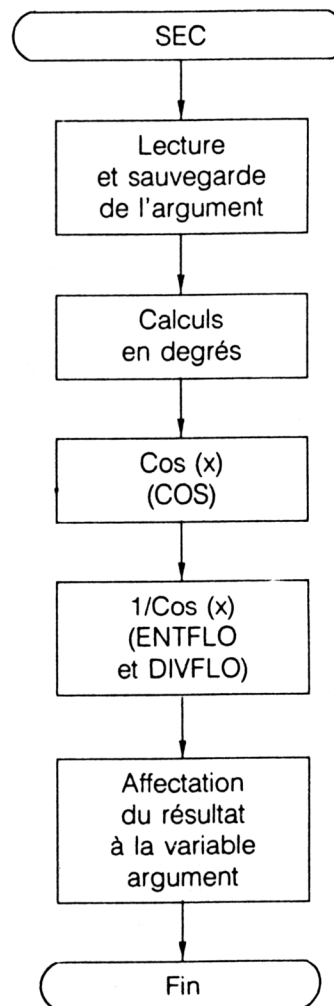 SEC
Lecture
et sauvegarde
de l'argument
Calculs
en degrés
Cos (x)
(COS)
1/Cos (x)
(ENTFLO
et DIVFLO)
Affectation
du résultat
à la variable
argument
Fin